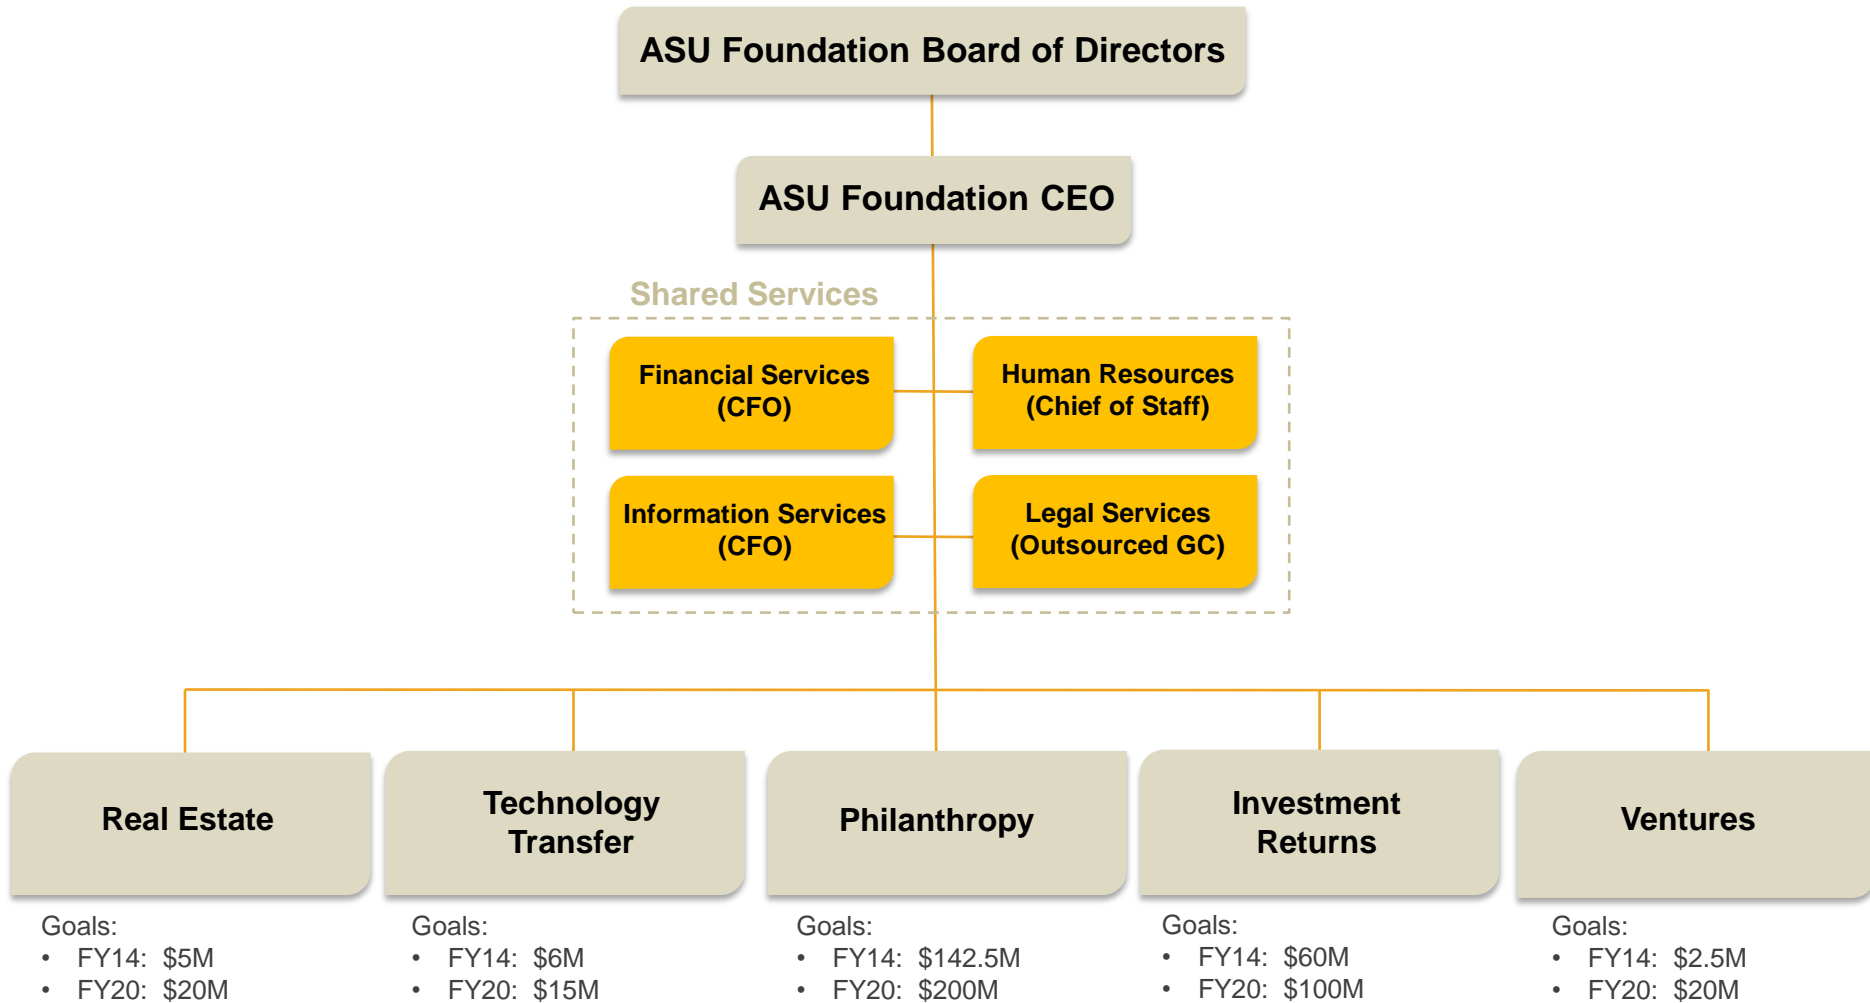 ASU Foundation Board of Directors
ASU Foundation CEO
Shared Services
Financial Services
(CFO)
Human Resources
(Chief of Staff)
Information Services
(CFO)
Legal Services
(Outsourced GC)
Real Estate
Goals:
• FY14: $5M
• FY20: $20M
Technology
Transfer
Goals:
• FY14: $6M
• FY20: $15M
Philanthropy
Goals:
• FY14: $142.5M
• FY20: $200M
Investment
Returns
Goals:
• FY14: $60M
• FY20: $100M
Ventures
Goals:
• FY14: $2.5M
• FY20: $20M